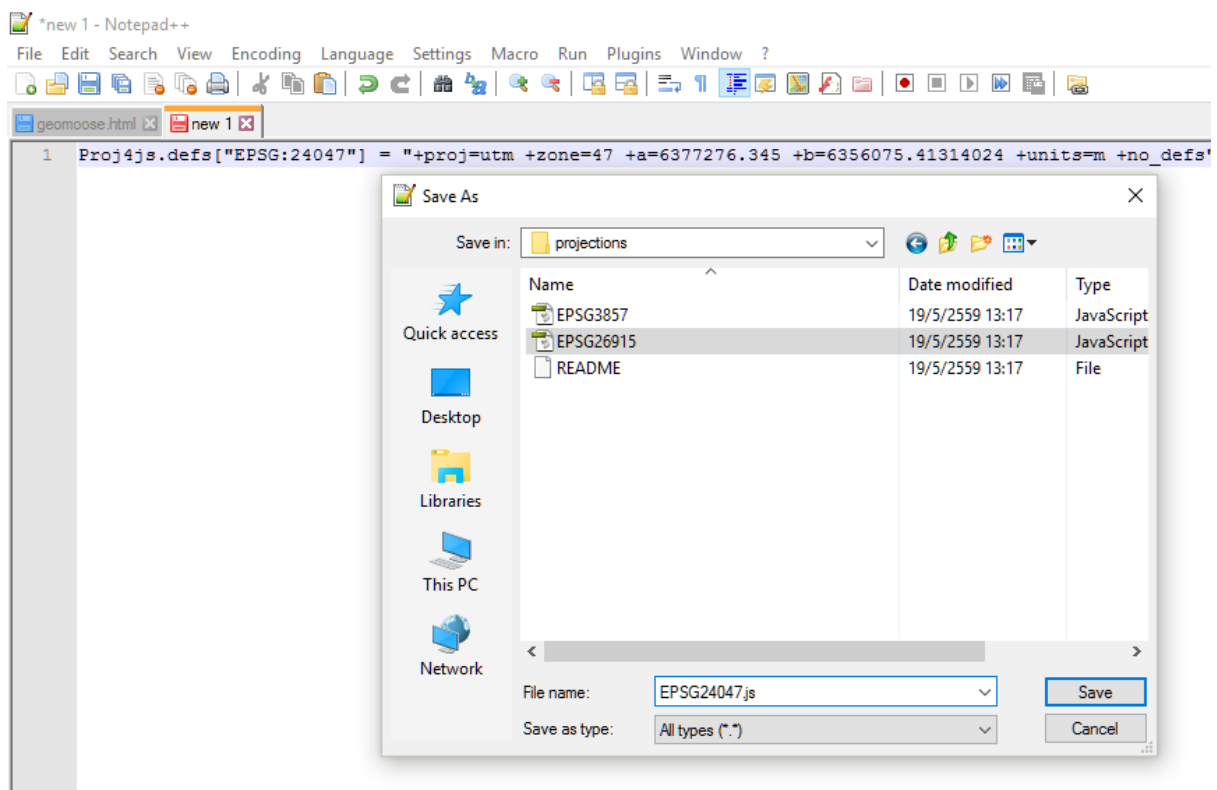 *new 1 - Notepad++
File Edit Search View Encoding Language Settings Macro Run Plugins Window ?
geomoose.html new 1
1 Proj4js.defs["EPSG:24047"] = "+proj=utm +zone=47 +a=6377276.345 +b=6356075.41314024 +units=m +no_defs"
Save As
Save in: projections
Name Date modified Type
EPSG3857 19/5/2559 13:17 JavaScript
EPSG26915 19/5/2559 13:17 JavaScript
README 19/5/2559 13:17 File
Quick access
Desktop
Libraries
This PC
Network
File name: EPSG24047.js Save
Save as type: All types (*.*) Cancel